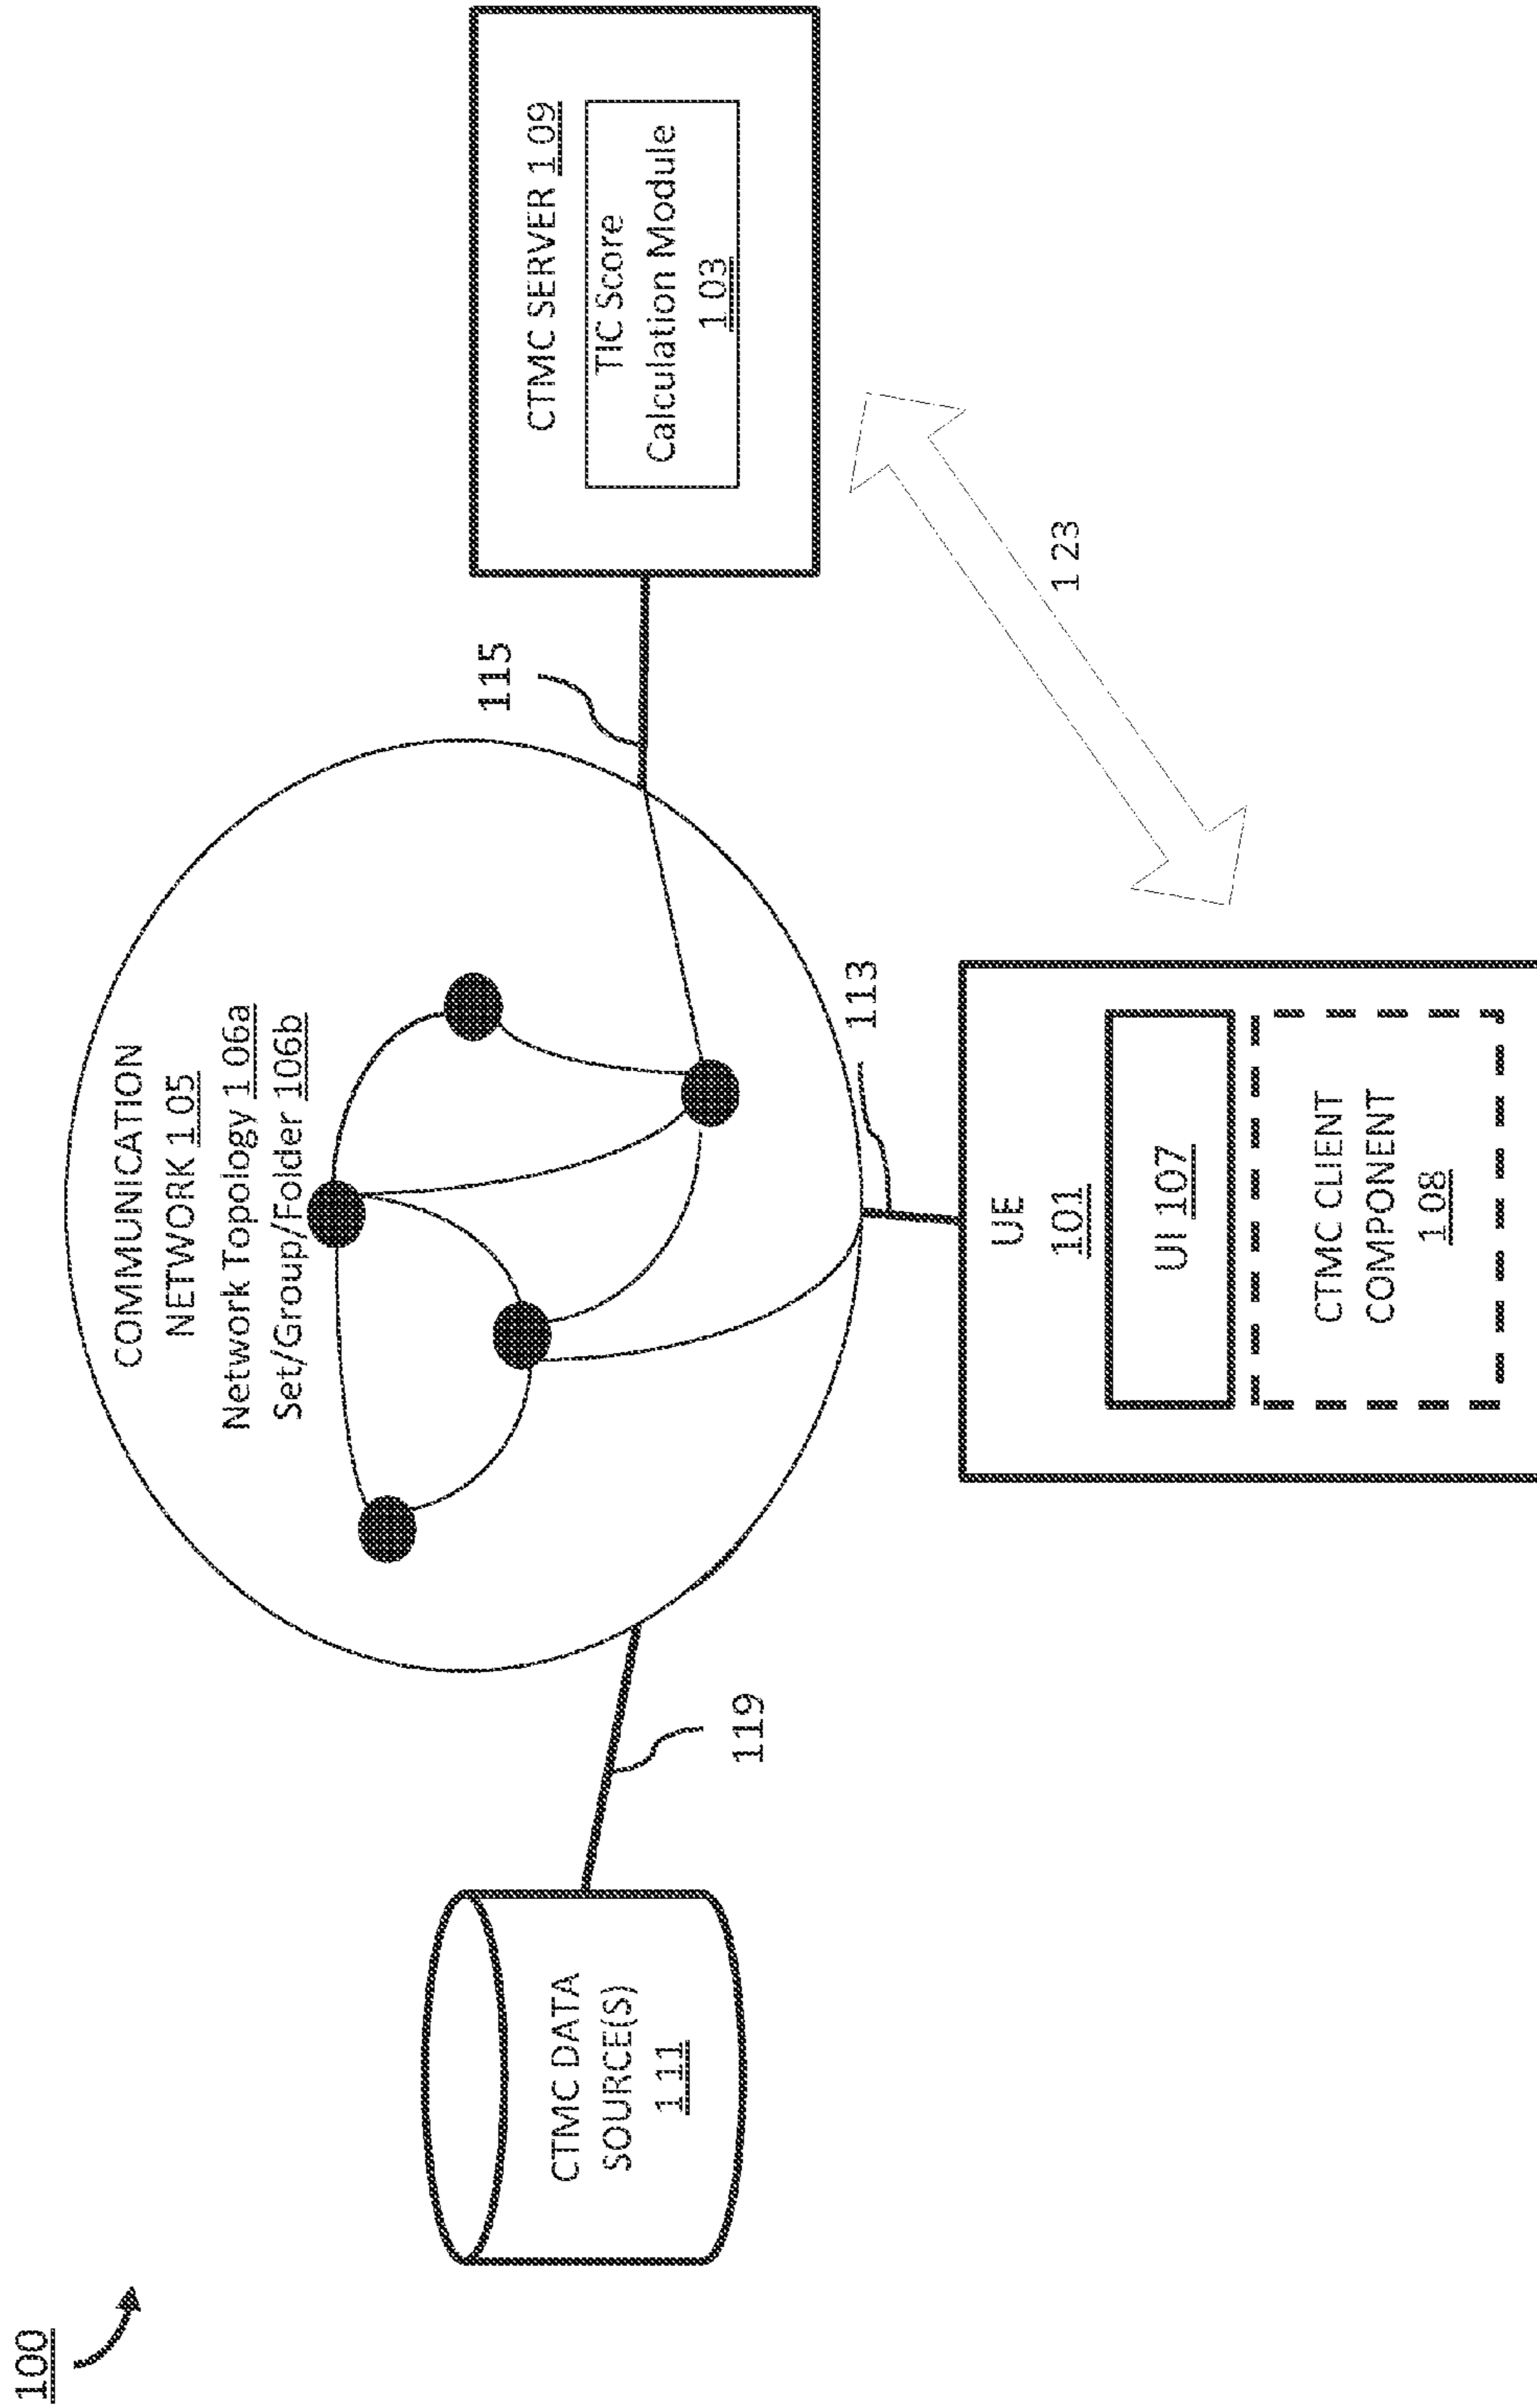 100
COMMUNICATION
NETWORK 105
Network Topology 106a
Set/Group/Folder 106b
CTMC DATA
SOURCE(S)
111
119
115
CTMC SERVER 109
TIC Score
Calculation Module
103
113
123
UE
101
UI 107
CTMC CLIENT
COMPONENT
108